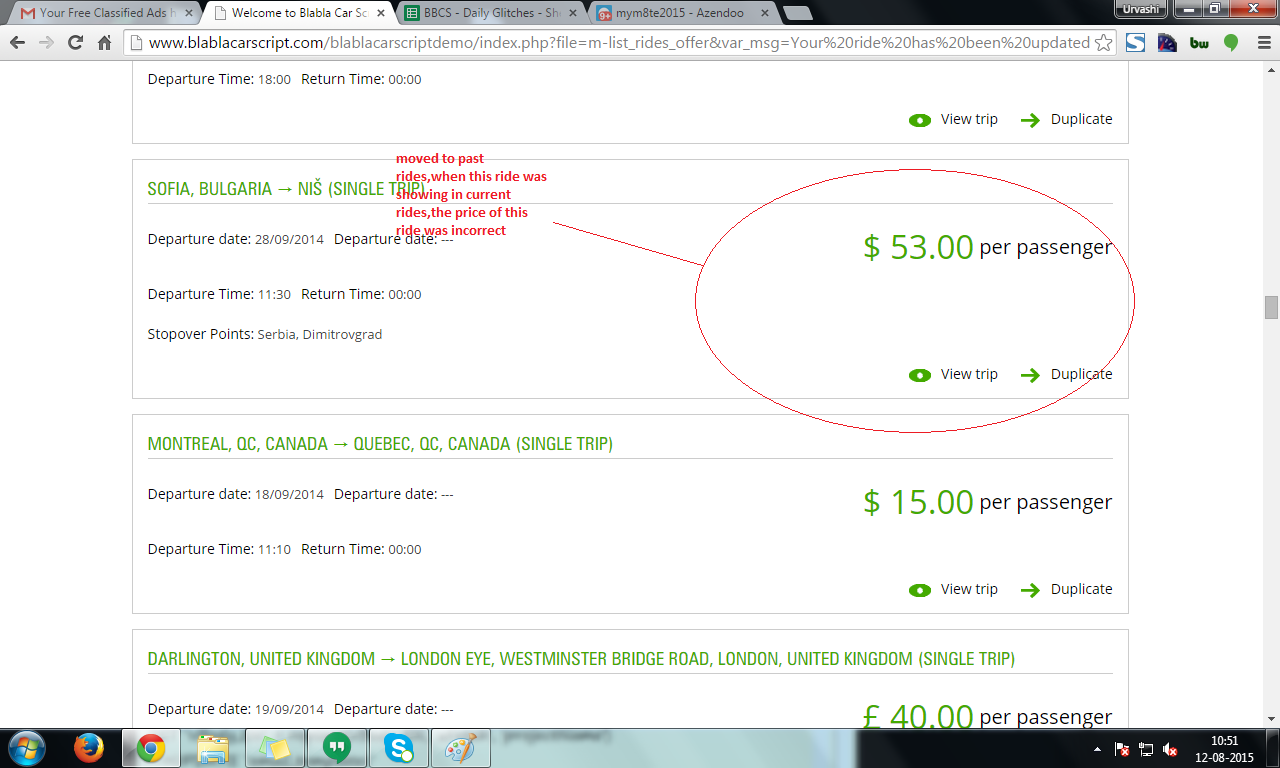 Your Free Classified Ads h
Welcome to Blabla Car Sc
BBCS - Daily Glitches - She
mym8te2015 - Azendoo
Urvashi
www.blablacarscript.com/blablacarscriptdemo/index.php?file=m-list_rides_offer&var_msg=Your%20ride%20has%20been%20updated
bw
Departure Time: 18:00 Return Time: 00:00
View trip Duplicate
moved to past
rides,when this ride was
showing in current
rides,the price of this
ride was incorrect
SOFIA, BULGARIA → NIŠ (SINGLE TRIP)
Departure date: 28/09/2014 Departure date: ---
$ 53.00 per passenger
Departure Time: 11:30 Return Time: 00:00
Stopover Points: Serbia, Dimitrovgrad
View trip Duplicate
MONTREAL, QC, CANADA → QUEBEC, QC, CANADA (SINGLE TRIP)
Departure date: 18/09/2014 Departure date: ---
$ 15.00 per passenger
Departure Time: 11:10 Return Time: 00:00
View trip Duplicate
DARLINGTON, UNITED KINGDOM → LONDON EYE, WESTMINSTER BRIDGE ROAD, LONDON, UNITED KINGDOM (SINGLE TRIP)
Departure date: 19/09/2014 Departure date: ---
£ 40.00 per passenger
10:51
12-08-2015